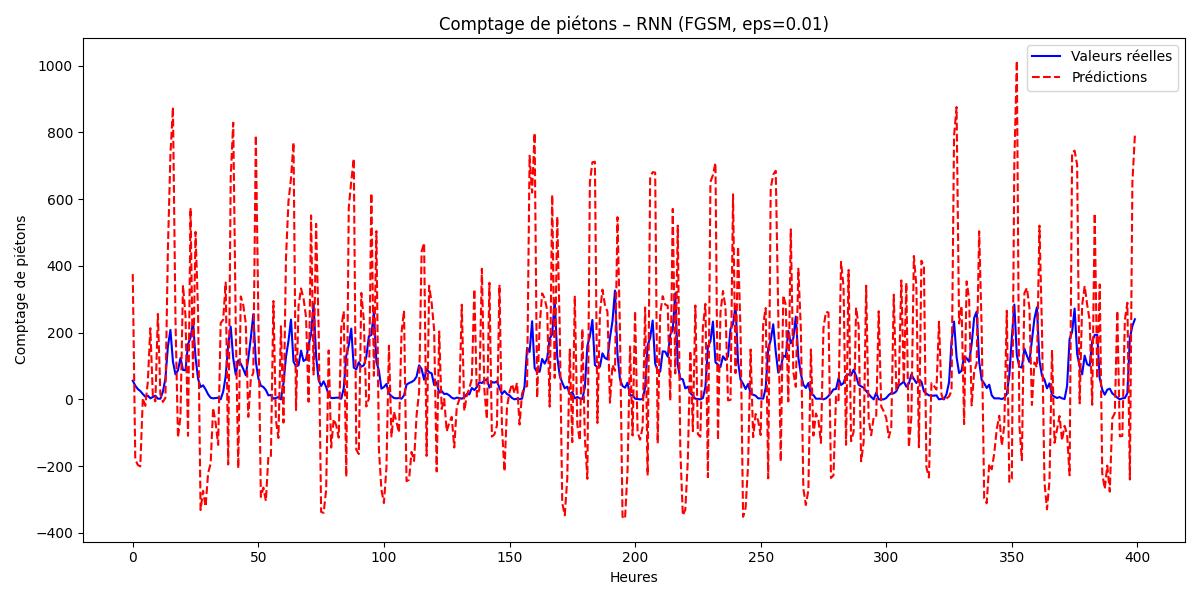 Comptage de piétons – RNN (FGSM, eps=0.01)
Valeurs réelles
Prédictions
Comptage de piétons
1000
800
600
400
200
0
−200
−400
0 50 100 150 200 250 300 350 400
Heures